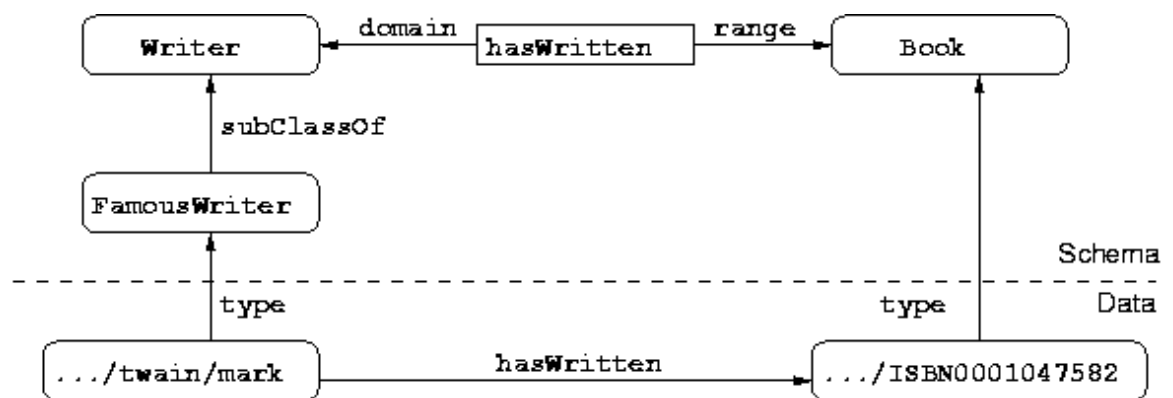 Writer domain hasWritten range Book
subClassOf
FamousWriter
Schema
type type Data
.../twain/mark hasWritten .../ISBN0001047582